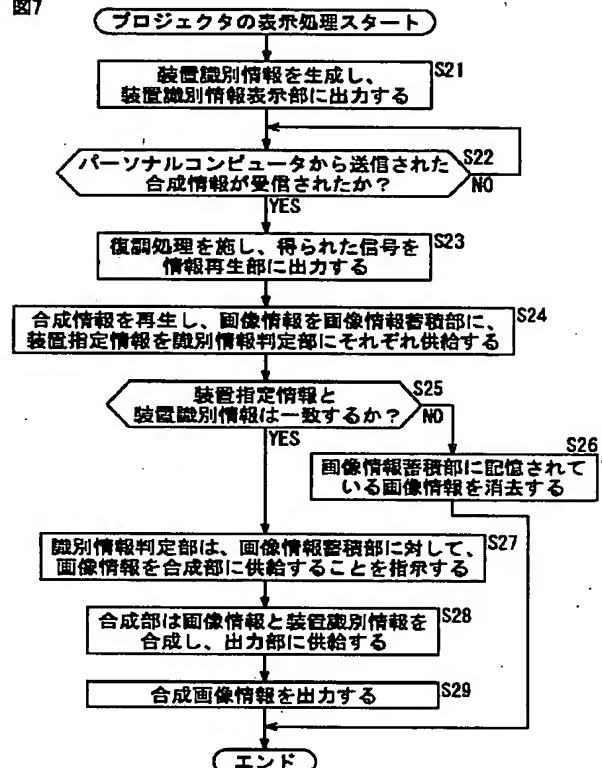 図7
プロジェクタの表示処理スタート
S21
装置識別情報を生成し、
装置識別情報表示部に出力する
S22
パーソナルコンピュータから送信された
合成情報が受信されたか?
NO
YES
S23
復調処理を施し、得られた信号を
情報再生部に出力する
S24
合成情報を再生し、画像情報を画像情報蓄積部に、
装置指定情報を識別情報判定部にそれぞれ供給する
S25
装置指定情報と
装置識別情報は一致するか?
NO
YES
S26
画像情報蓄積部に記憶されて
いる画像情報を消去する
S27
識別情報判定部は、画像情報蓄積部に対して、
画像情報を合成部に供給することを指示する
S28
合成部は画像情報と装置識別情報を
合成し、出力部に供給する
S29
合成画像情報を出力する
エンド